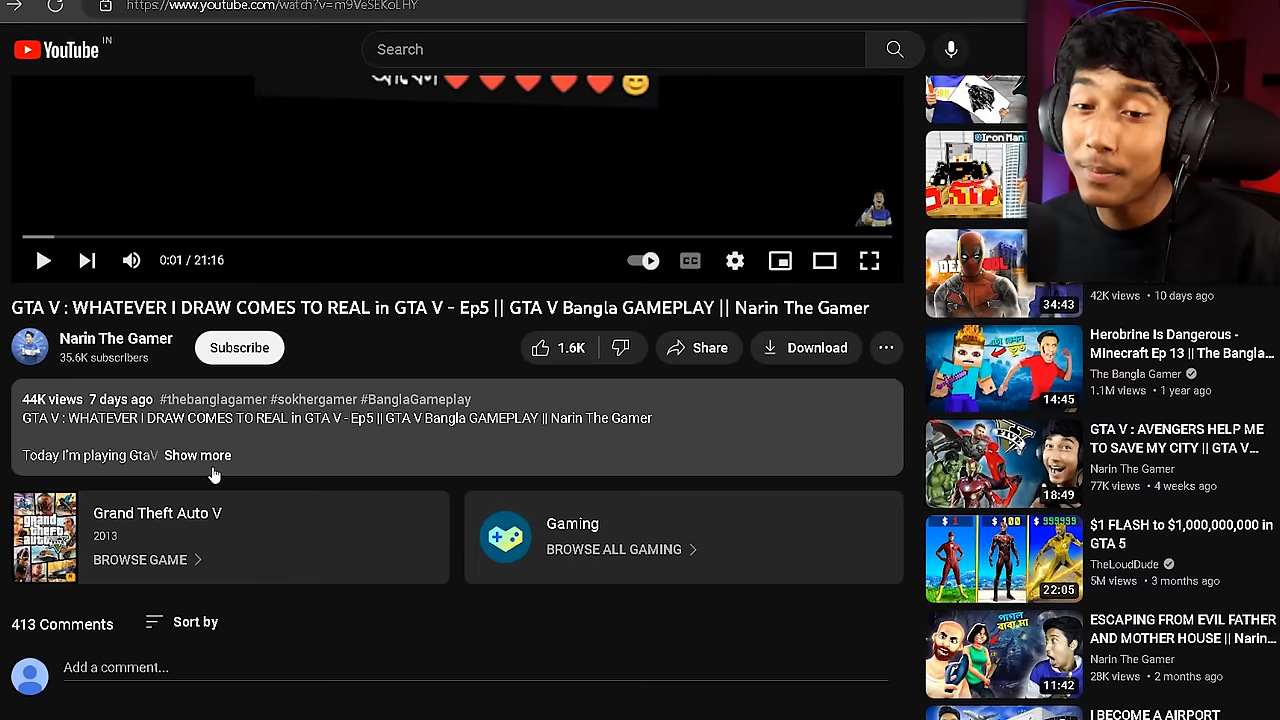 https://www.youtube.com/watch?v=m9VeSEKoLHY
YouTube IN
Search
GTA V : WHATEVER I DRAW COMES TO REAL in GTA V - Ep5 || GTA V Bangla GAMEPLAY || Narin The Gamer
0:01 / 21:16
CC
Narin The Gamer
35.6K subscribers
Subscribe
1.6K
Share
Download
44K views 7 days ago #thebanglagamer #sokhergamer #BanglaGameplay
GTA V : WHATEVER I DRAW COMES TO REAL in GTA V - Ep5 || GTA V Bangla GAMEPLAY || Narin The Gamer
Today I'm playing GtaV Show more
grand theft auto V
Grand Theft Auto V
2013
BROWSE GAME
Gaming
BROWSE ALL GAMING
413 Comments
Sort by
Add a comment...
Iron Man
34:43
42K views • 10 days ago
14:45
Herobrine Is Dangerous -
Minecraft Ep 13 || The Bangla...
The Bangla Gamer
1.1M views • 1 year ago
18:49
GTA V : AVENGERS HELP ME
TO SAVE MY CITY || GTA V...
Narin The Gamer
77K views • 4 weeks ago
$ 999999
22:05
$1 FLASH to $1,000,000,000 in
GTA 5
TheLoudDude
5M views • 3 months ago
পাগল
বাবা মা
11:42
ESCAPING FROM EVIL FATHER
AND MOTHER HOUSE || Narin...
Narin The Gamer
28K views • 2 months ago
I BECOME A AIRPORT